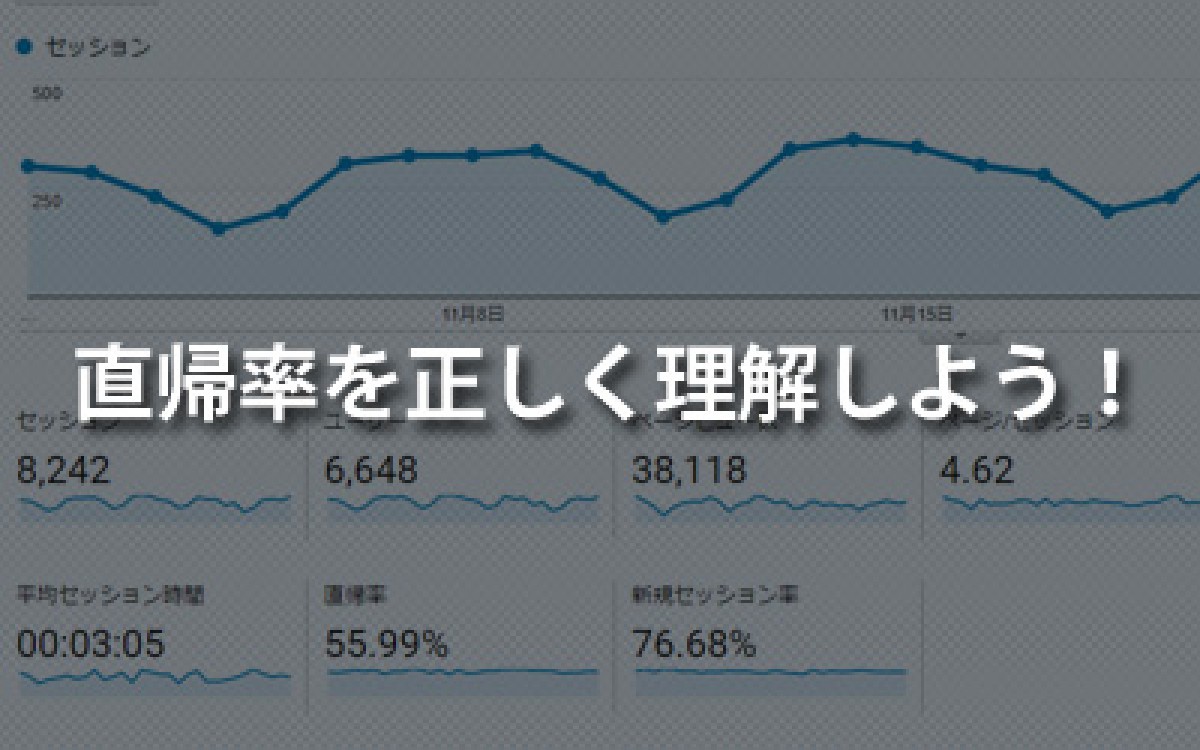 セッション
500
250
...
11月8日
11月15日
直帰率を正しく理解しよう！
セッション
ユーザー
ページビュー数
ページ/セッション
8,242
6,648
38,118
4.62
平均セッション時間
直帰率
新規セッション率
00:03:05
55.99%
76.68%